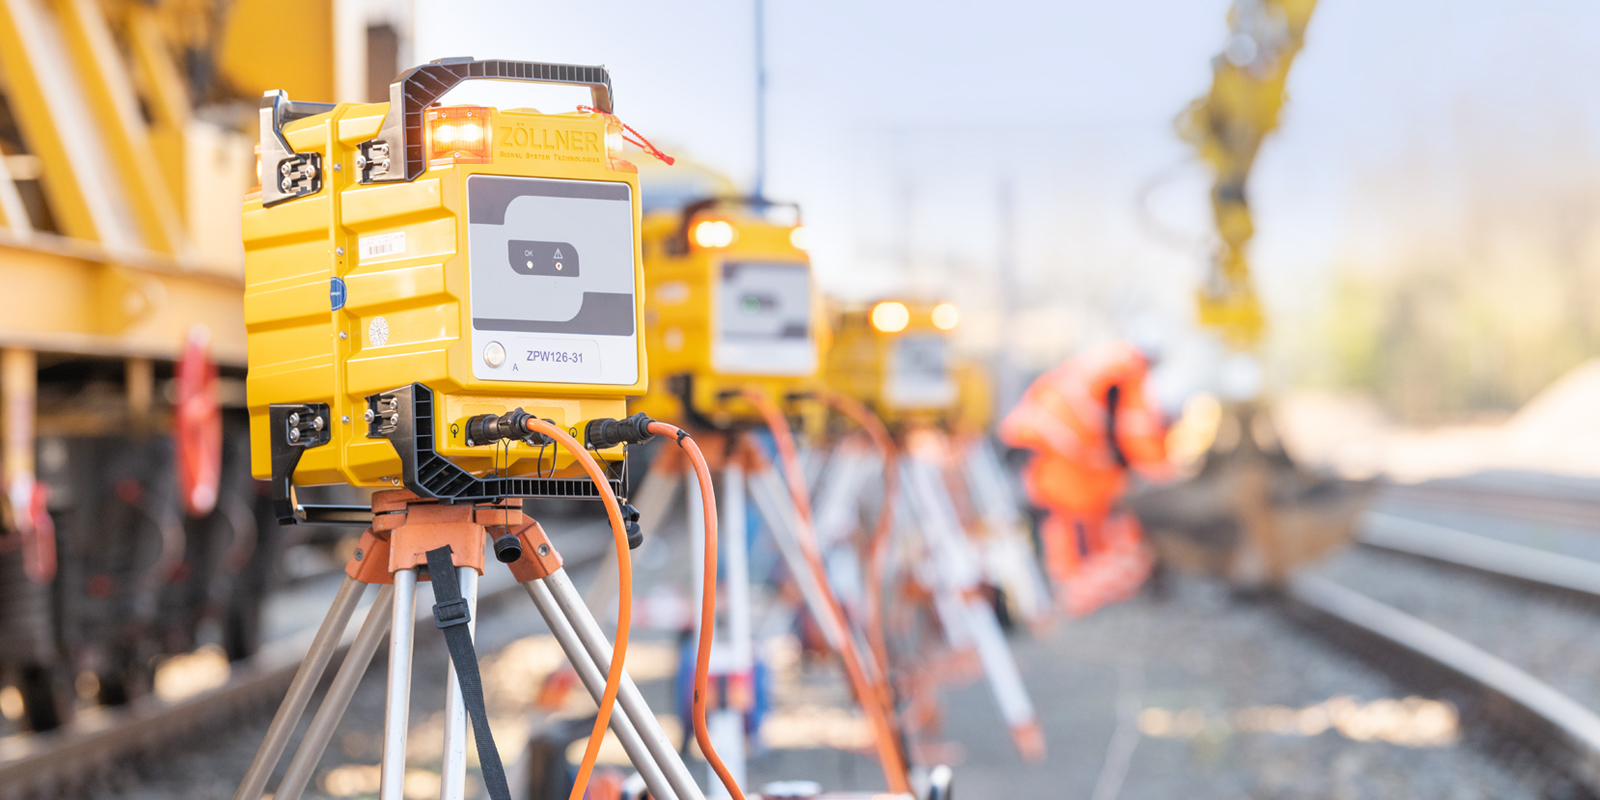 ZÖLLNER
SIGNAL SYSTEM TECHNOLOGIES
OK
ZPW126-31
A